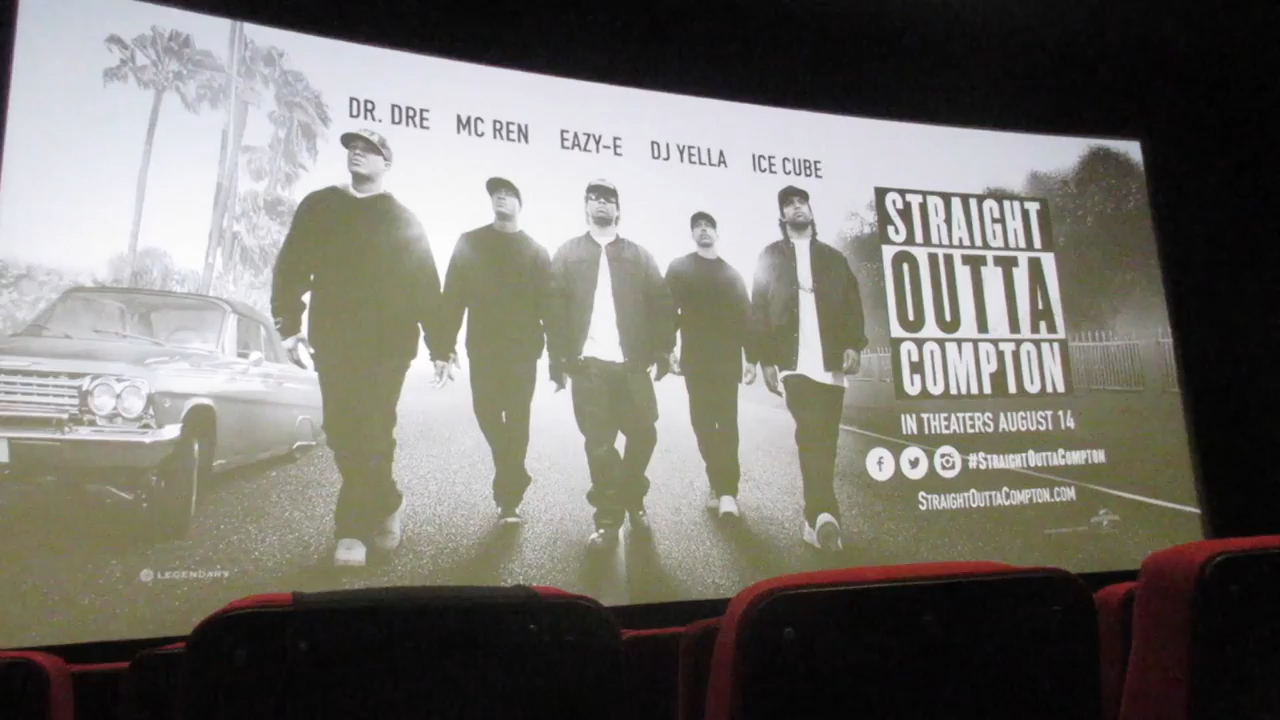 DR. DRE MC REN EAZY-E DJ YELLA ICE CUBE
STRAIGHT
OUTTA
COMPTON
IN THEATERS AUGUST 14
#STRAIGHTOUTTACOMPTON
STRAIGHTOUTTACOMPTON.COM
LEGENDARY